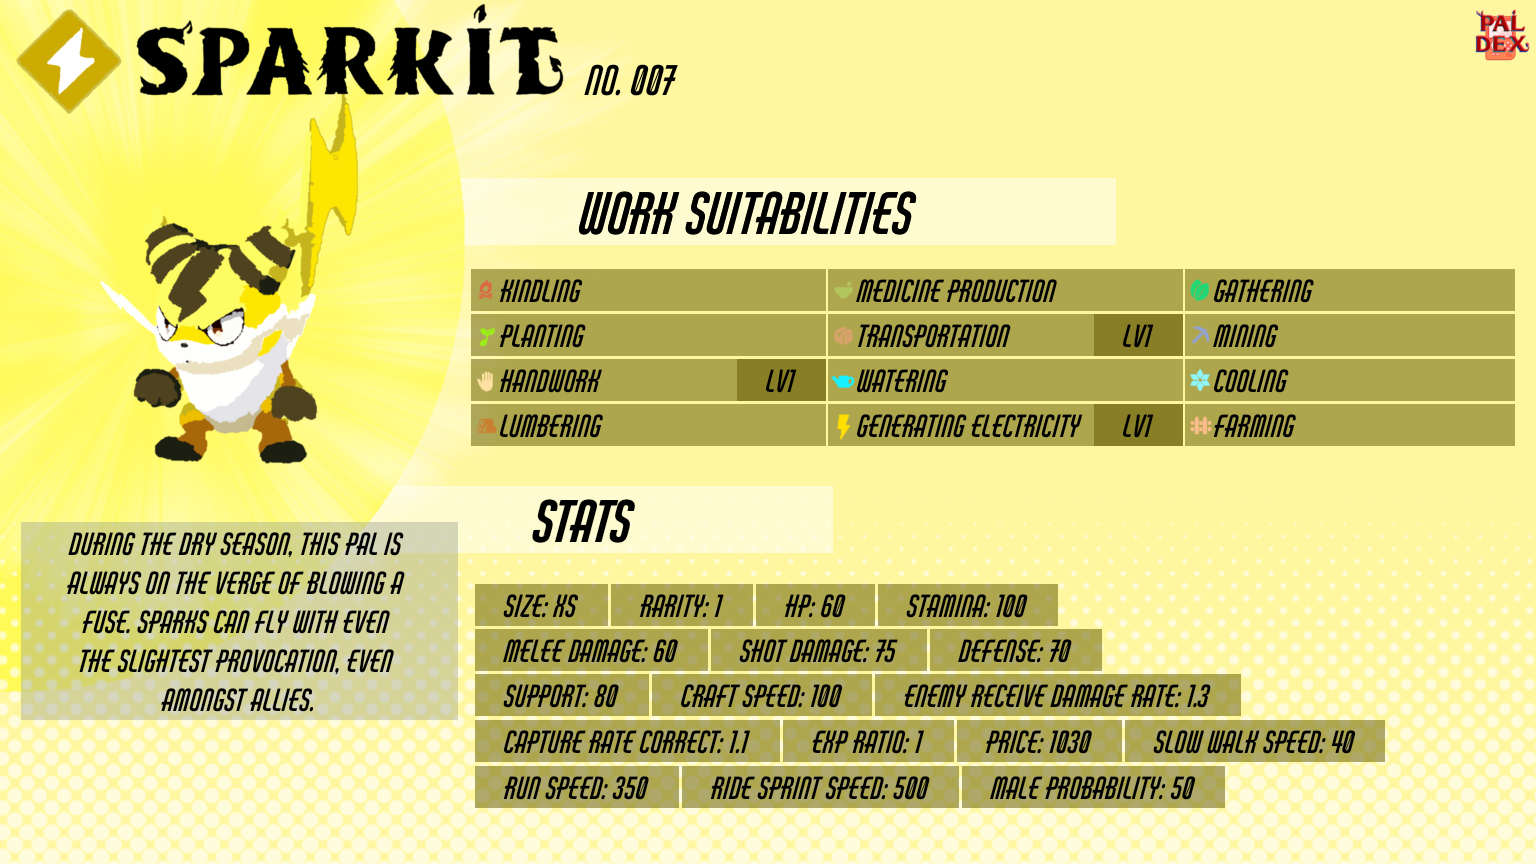 SPARKIT NO. 007
PAL
DEX
WORK SUITABILITIES
KINDLING MEDICINE PRODUCTION GATHERING
PLANTING TRANSPORTATION LV1 MINING
HANDWORK LV1 WATERING COOLING
LUMBERING GENERATING ELECTRICITY LV1 FARMING
STATS
DURING THE DRY SEASON, THIS PAL IS
ALWAYS ON THE VERGE OF BLOWING A
FUSE. SPARKS CAN FLY WITH EVEN
THE SLIGHTEST PROVOCATION, EVEN
AMONGST ALLIES.
SIZE: XS RARITY: 1 HP: 60 STAMINA: 100
MELEE DAMAGE: 60 SHOT DAMAGE: 75 DEFENSE: 70
SUPPORT: 80 CRAFT SPEED: 100 ENEMY RECEIVE DAMAGE RATE: 1.3
CAPTURE RATE CORRECT: 1.1 EXP RATIO: 1 PRICE: 1030 SLOW WALK SPEED: 40
RUN SPEED: 350 RIDE SPRINT SPEED: 500 MALE PROBABILITY: 50